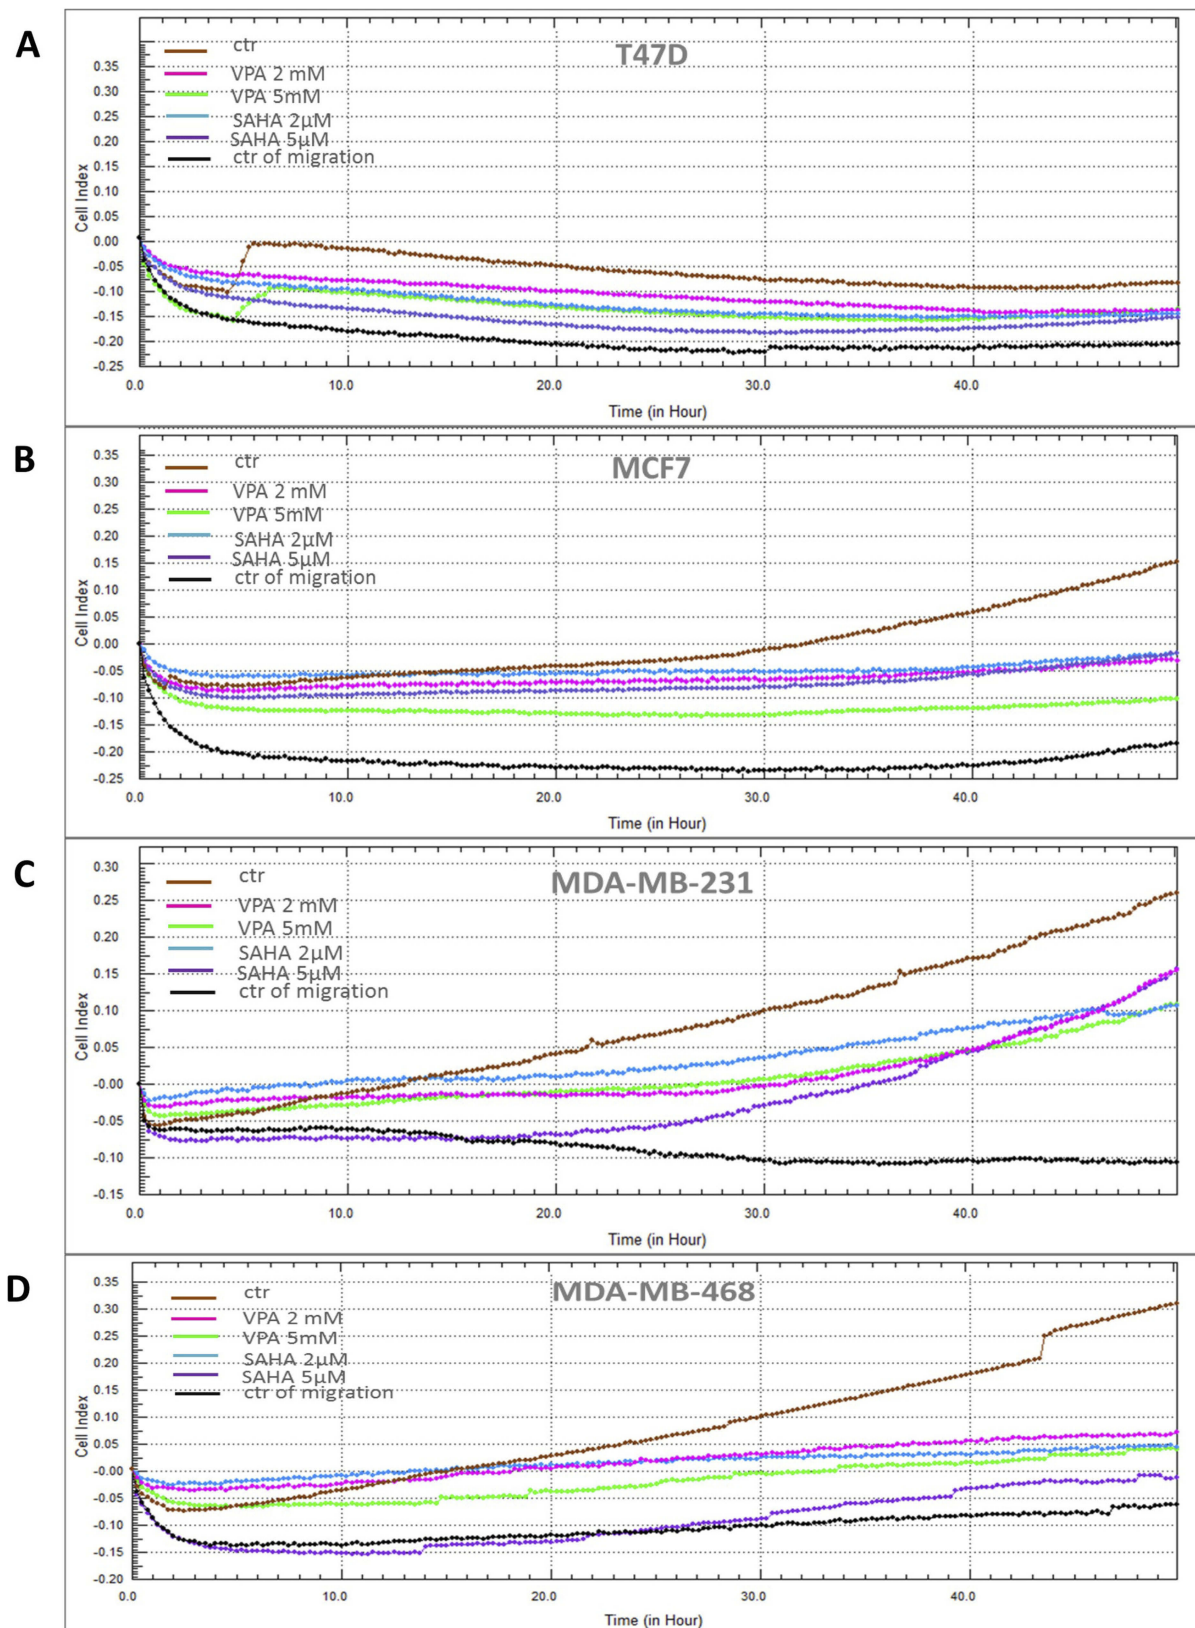 A
T47D
ctr
VPA 2 mM
VPA 5mM
SAHA 2µM
SAHA 5µM
ctr of migration
Cell Index
0.35
0.30
0.25
0.20
0.15
0.10
0.05
0.00
-0.05
-0.10
-0.15
-0.20
-0.25
0.0 10.0 20.0 30.0 40.0
Time (in Hour)
B
MCF7
ctr
VPA 2 mM
VPA 5mM
SAHA 2µM
SAHA 5µM
ctr of migration
Cell Index
0.35
0.30
0.25
0.20
0.15
0.10
0.05
0.00
-0.05
-0.10
-0.15
-0.20
-0.25
0.0 10.0 20.0 30.0 40.0
Time (in Hour)
C
MDA-MB-231
ctr
VPA 2 mM
VPA 5mM
SAHA 2µM
SAHA 5µM
ctr of migration
Cell Index
0.30
0.25
0.20
0.15
0.10
0.05
-0.00
-0.05
-0.10
-0.15
0.0 10.0 20.0 30.0 40.0
Time (in Hour)
D
MDA-MB-468
ctr
VPA 2 mM
VPA 5mM
SAHA 2µM
SAHA 5µM
ctr of migration
Cell Index
0.35
0.30
0.25
0.20
0.15
0.10
0.05
-0.00
-0.05
-0.10
-0.15
-0.20
0.0 10.0 20.0 30.0 40.0
Time (in Hour)